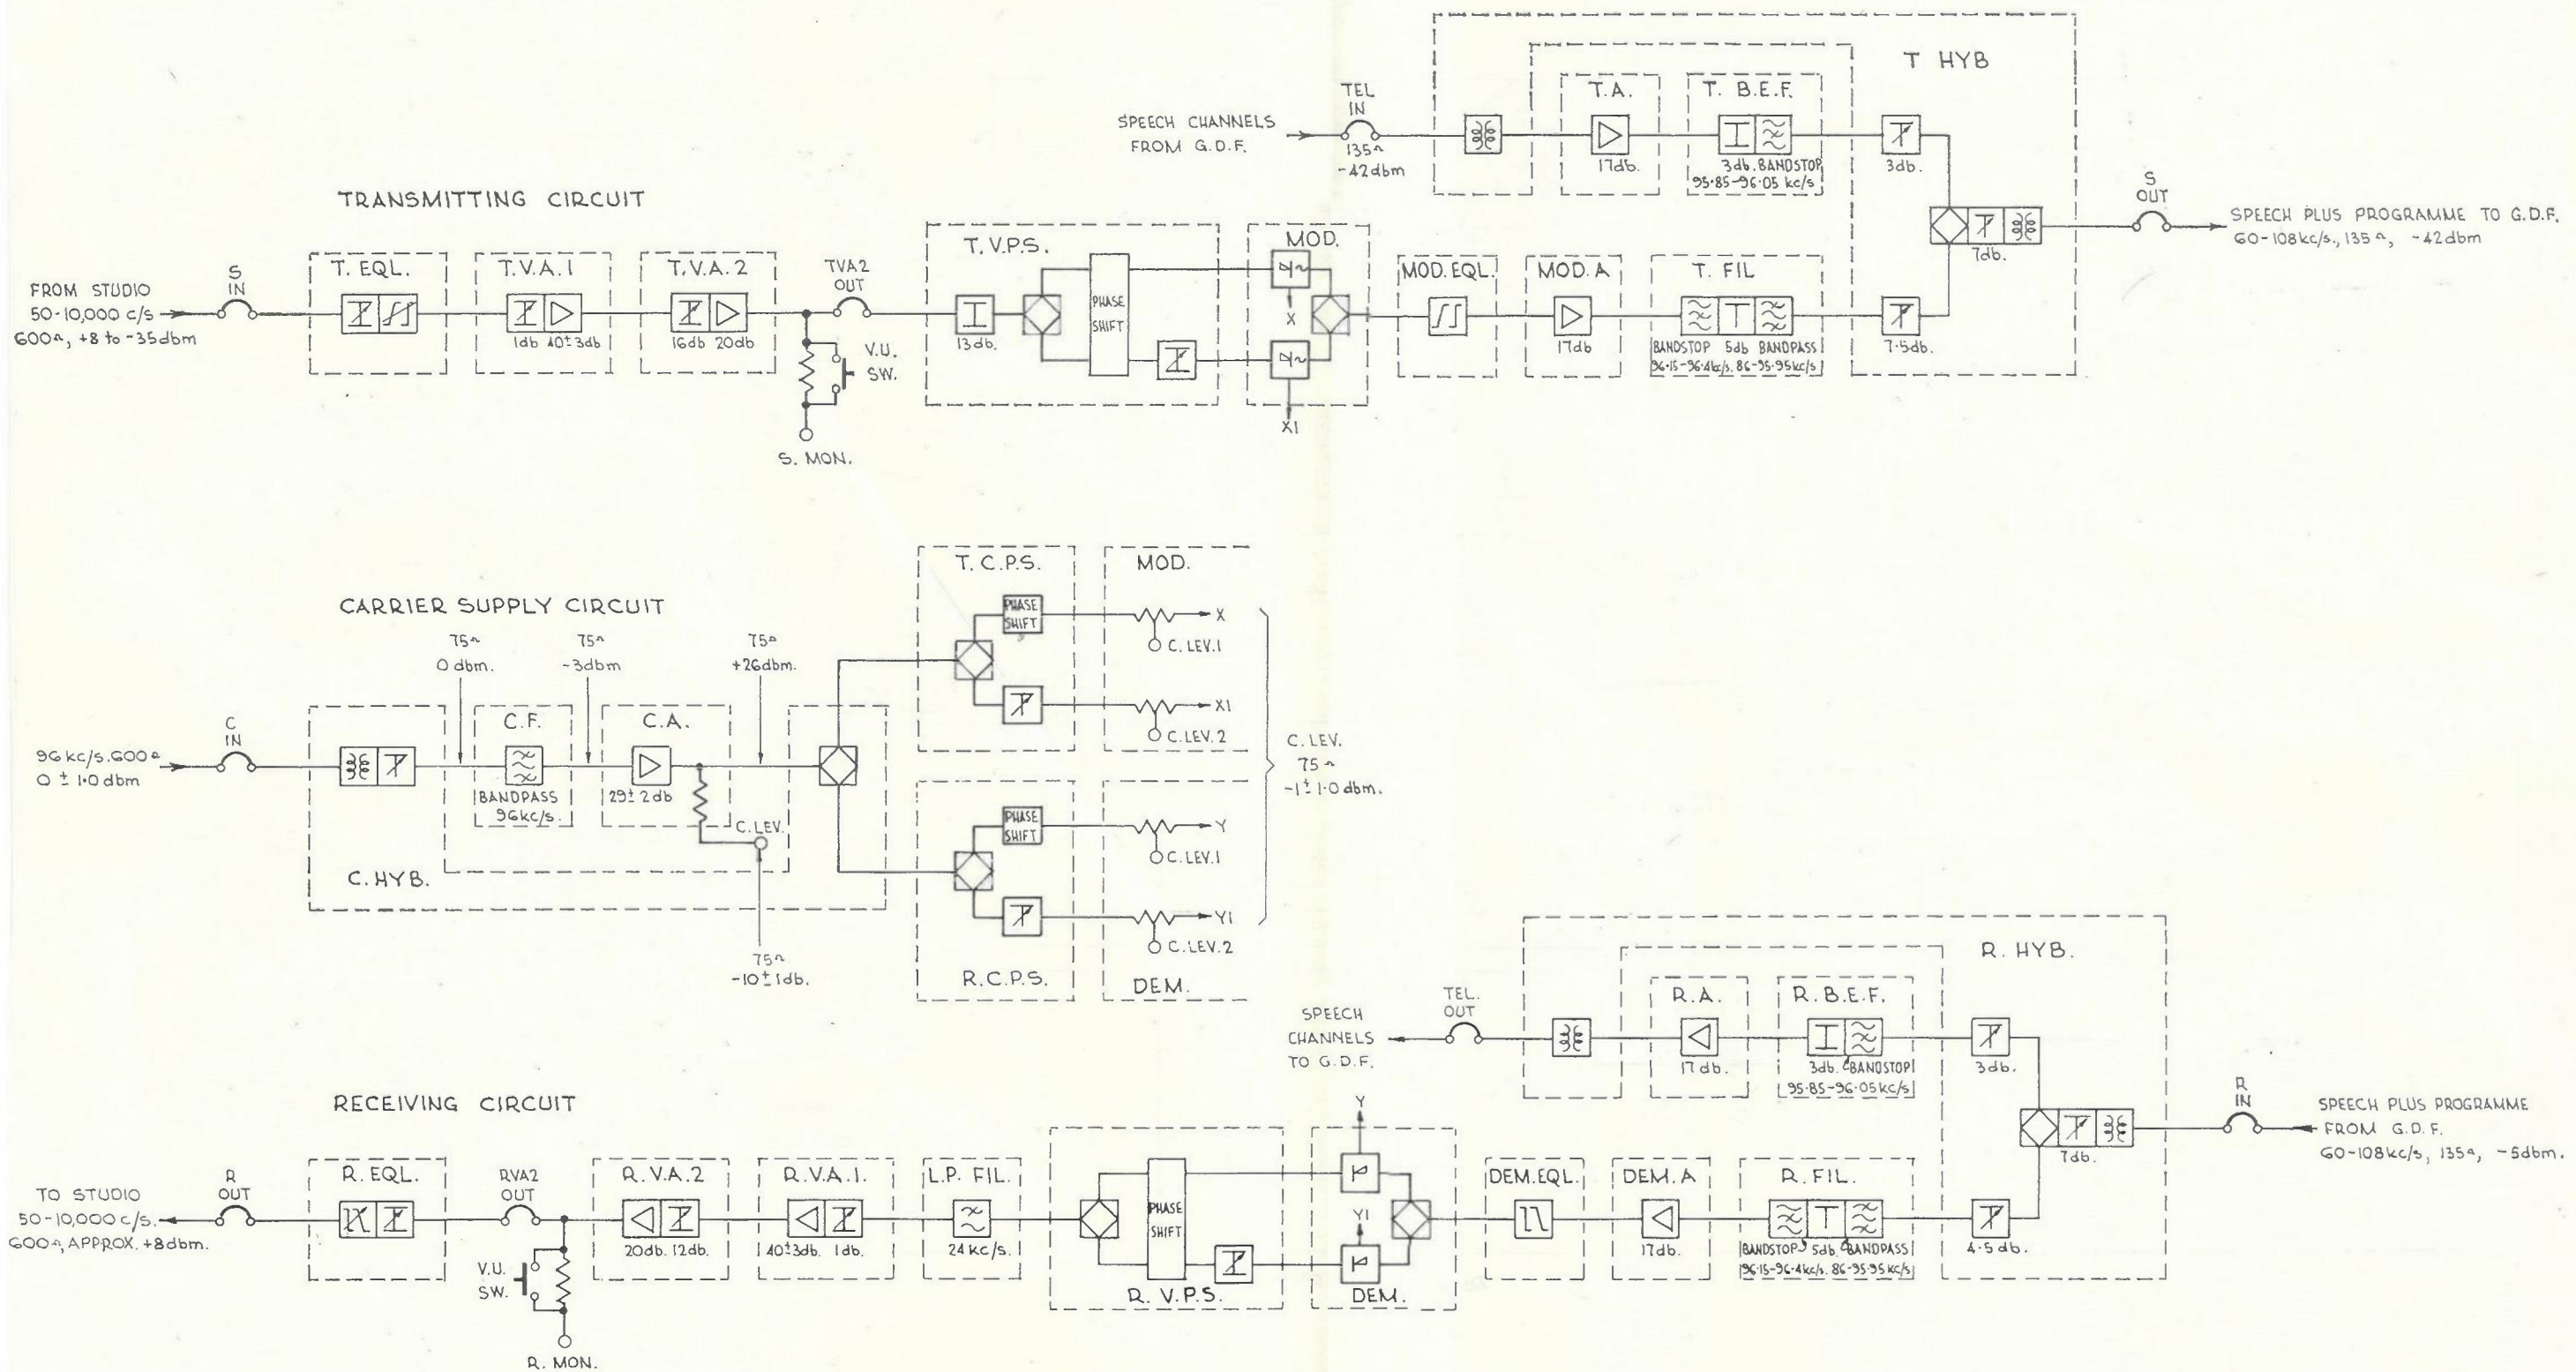 T HYB
TEL
IN
SPEECH CHANNELS
FROM G.D.F.
135Ω
-42dbm
T.A.
17db.
T. B.E.F.
3db. BANDSTOP
95·85-96·05 kc/s
3db.
S
OUT
SPEECH PLUS PROGRAMME TO G.D.F.
60-108kc/s., 135Ω, -42dbm
7db.
TRANSMITTING CIRCUIT
FROM STUDIO
50-10,000 c/s
600Ω, +8 to -35dbm
S
IN
T. EQL.
T.V.A.1
1db 40±3db
T.V.A.2
16db 20db
TVA2
OUT
V.U.
SW.
S. MON.
T.V.P.S.
13db.
PHASE
SHIFT
MOD.
X
X1
MOD.EQL.
MOD.A
17db
T. FIL
BANDSTOP 5db BANDPASS
96·15-96·4kc/s. 86-95·95kc/s
7·5db.
CARRIER SUPPLY CIRCUIT
75Ω
0 dbm.
75Ω
-3dbm
75Ω
+26dbm.
C
IN
96kc/s.600Ω
0 ± 1·0dbm
C.F.
BANDPASS
96kc/s.
C.A.
29±2db
C.LEV.
C.HYB.
75Ω
-10±1db.
T.C.P.S.
PHASE
SHIFT
MOD.
X
C.LEV.1
X1
C.LEV.2
PHASE
SHIFT
R.C.P.S.
Y
C.LEV.1
Y1
C.LEV.2
DEM.
C.LEV.
75Ω
-1±1·0dbm.
R. HYB.
TEL.
OUT
SPEECH
CHANNELS
TO G.D.F.
R.A.
17db.
R.B.E.F.
3db. BANDSTOP
95·85-96·05kc/s
3db.
R
IN
SPEECH PLUS PROGRAMME
FROM G.D.F.
60-108kc/s, 135Ω, -5dbm.
7db.
RECEIVING CIRCUIT
TO STUDIO
50-10,000 c/s.
600Ω, APPROX. +8dbm.
R
OUT
R.EQL.
RVA2
OUT
V.U.
SW.
R. MON.
R.V.A.2
20db. 12db.
R.V.A.1.
40±3db. 1db.
L.P. FIL.
24kc/s.
PHASE
SHIFT
R. V.P.S.
Y
Y1
DEM.
DEM.EQL.
DEM.A
17db.
R. FIL.
BANDSTOP 5db. BANDPASS
96·15-96·4kc/s. 86-95·95kc/s
4·5db.